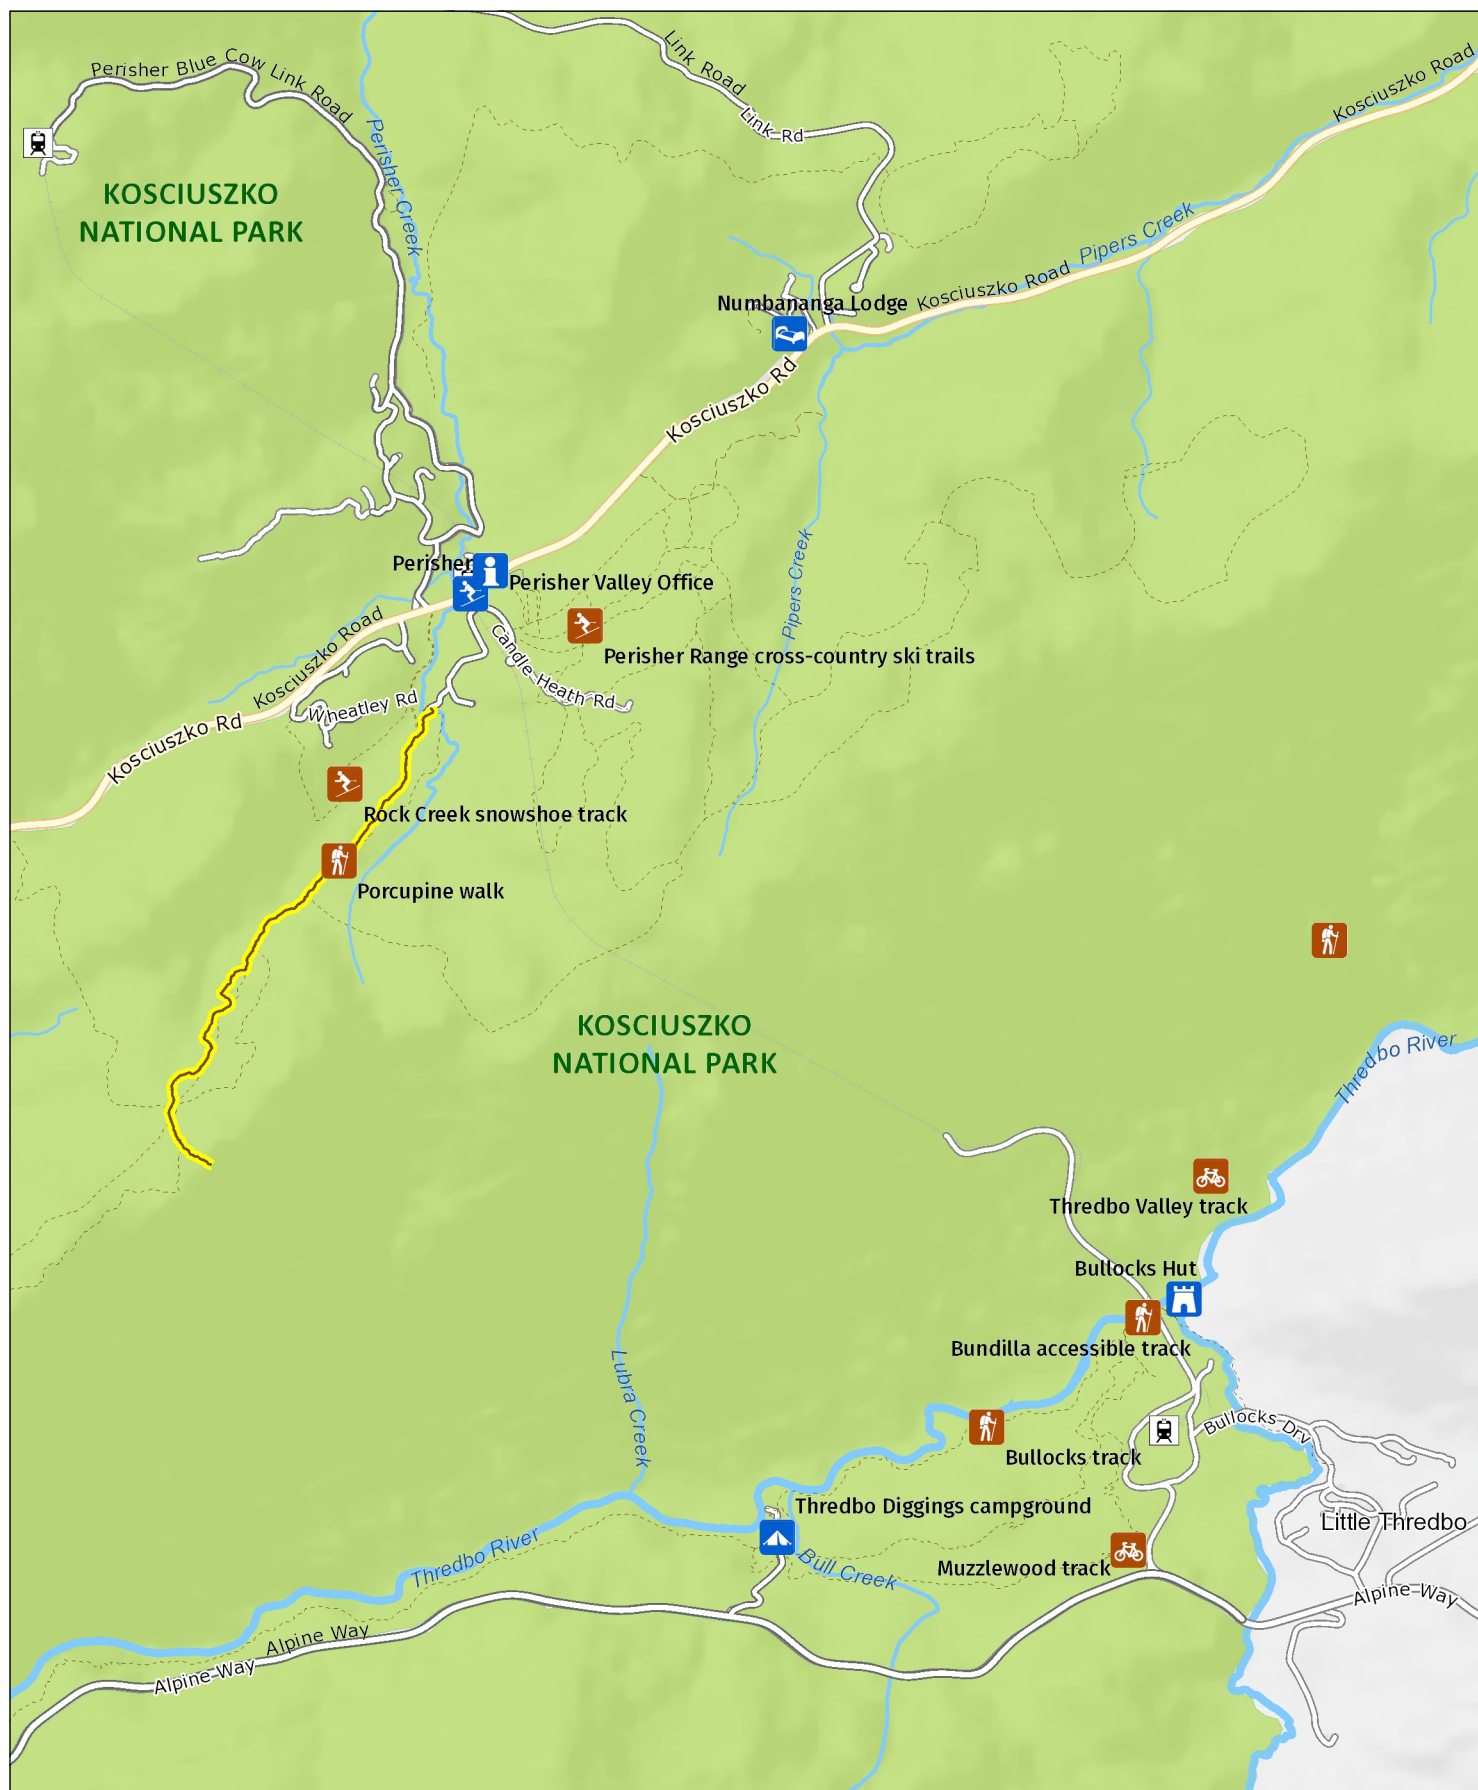 Perisher Blue Cow Link Road
Link Road
Link Rd
Kosciuszko Road
Perisher Creek
KOSCIUSZKO
NATIONAL PARK
Pipers Creek
Kosciuszko Road
Numbananga Lodge
Kosciuszko Rd
Pipers Creek
Perisher
Perisher Valley Office
Kosciuszko Road
Candle Heath Rd
Perisher Range cross-country ski trails
Wheatley Rd
Kosciuszko Rd
Rock Creek snowshoe track
Porcupine walk
KOSCIUSZKO
NATIONAL PARK
Thredbo River
Thredbo Valley track
Bullocks Hut
Bundilla accessible track
Lubra Creek
Bullocks Drv
Bullocks track
Thredbo Diggings campground
Little Thredbo
Thredbo River
Bull Creek
Muzzlewood track
Alpine Way
Alpine Way
Alpine Way